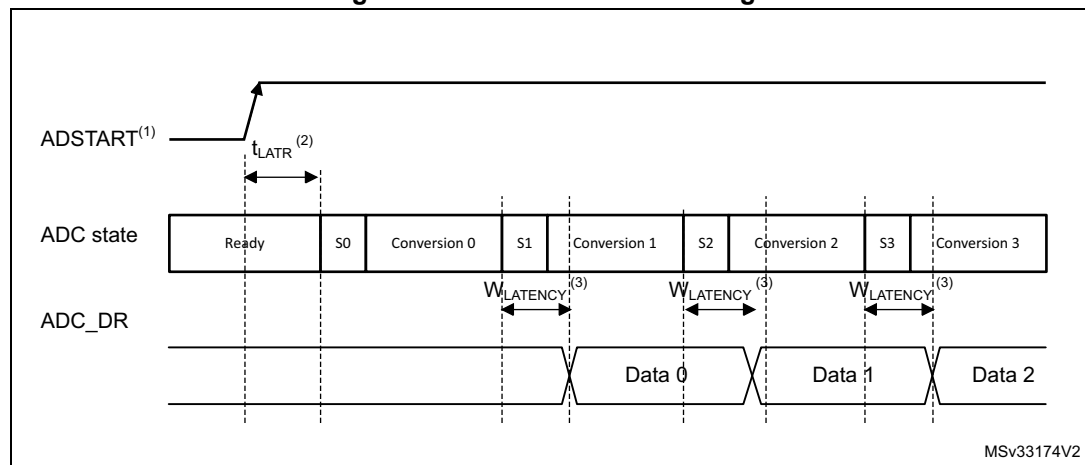 ADSTART(1)
tLATR (2)
ADC state
Ready S0 Conversion 0 S1 Conversion 1 S2 Conversion 2 S3 Conversion 3
WLATENCY(3) WLATENCY(3) WLATENCY(3)
ADC_DR
Data 0 Data 1 Data 2
MSv33174V2